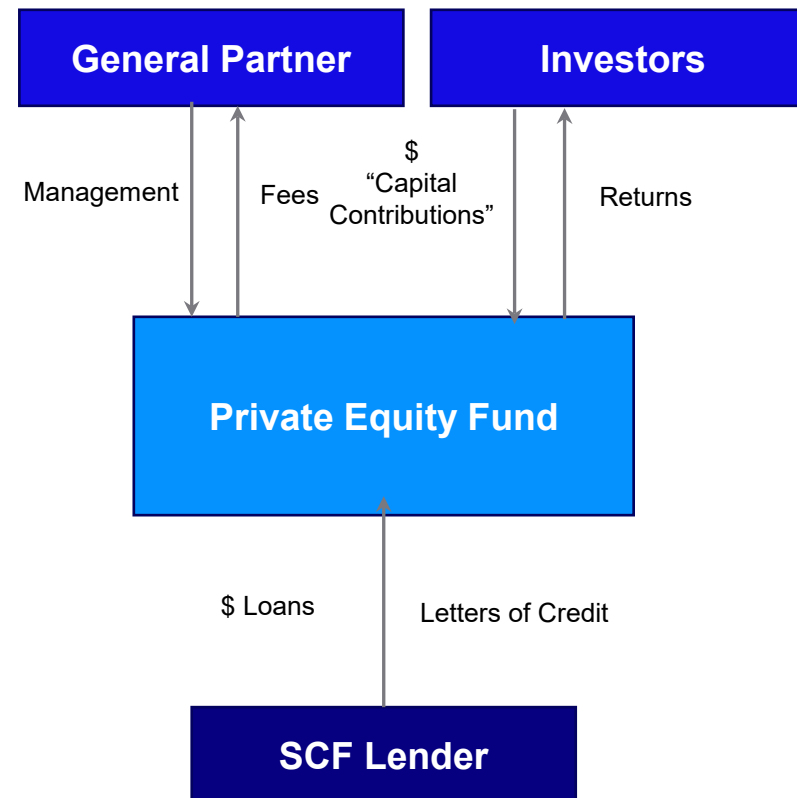 General Partner
Investors
Management
Fees
$
“Capital
Contributions”
Returns
Private Equity Fund
$ Loans
Letters of Credit
SCF Lender